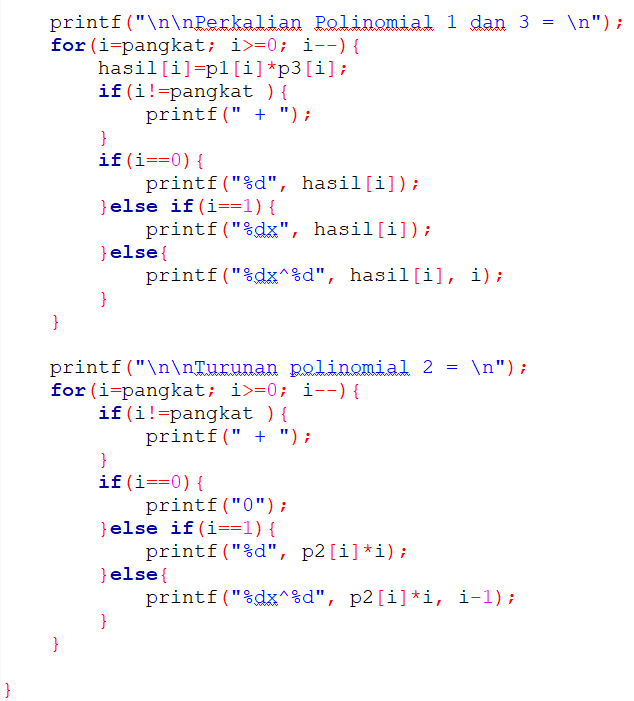 printf("\n\nPerkalian Polinomial 1 dan 3 = \n");
for(i=pangkat; i>=0; i--){
hasil[i]=p1[i]*p3[i];
if(i!=pangkat ){
printf(" + ");
}
if(i==0){
printf("%d", hasil[i]);
}else if(i==1){
printf("%dx", hasil[i]);
}else{
printf("%dx^%d", hasil[i], i);
}
}
printf("\n\nTurunan polinomial 2 = \n");
for(i=pangkat; i>=0; i--){
if(i!=pangkat ){
printf(" + ");
}
if(i==0){
printf("0");
}else if(i==1){
printf("%d", p2[i]*i);
}else{
printf("%dx^%d", p2[i]*i, i-1);
}
}
}